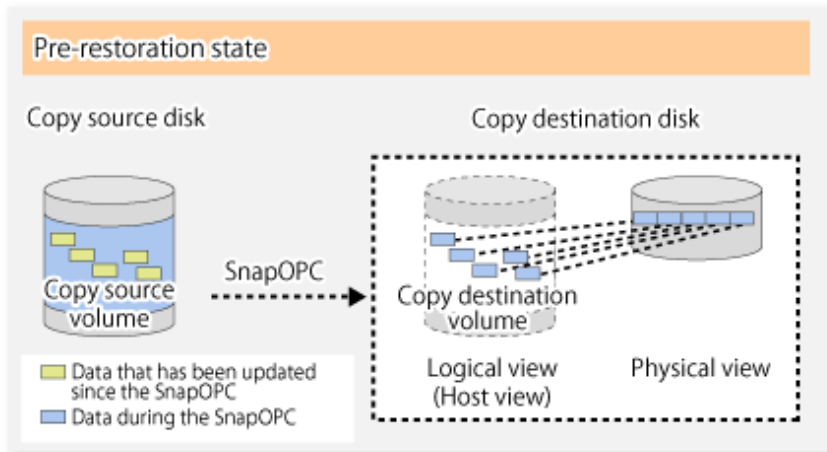 Pre-restoration state
Copy source disk
Copy destination disk
SnapOPC
Copy source
volume
Copy destination
volume
Data that has been updated
since the SnapOPC
Data during the SnapOPC
Logical view
(Host view)
Physical view